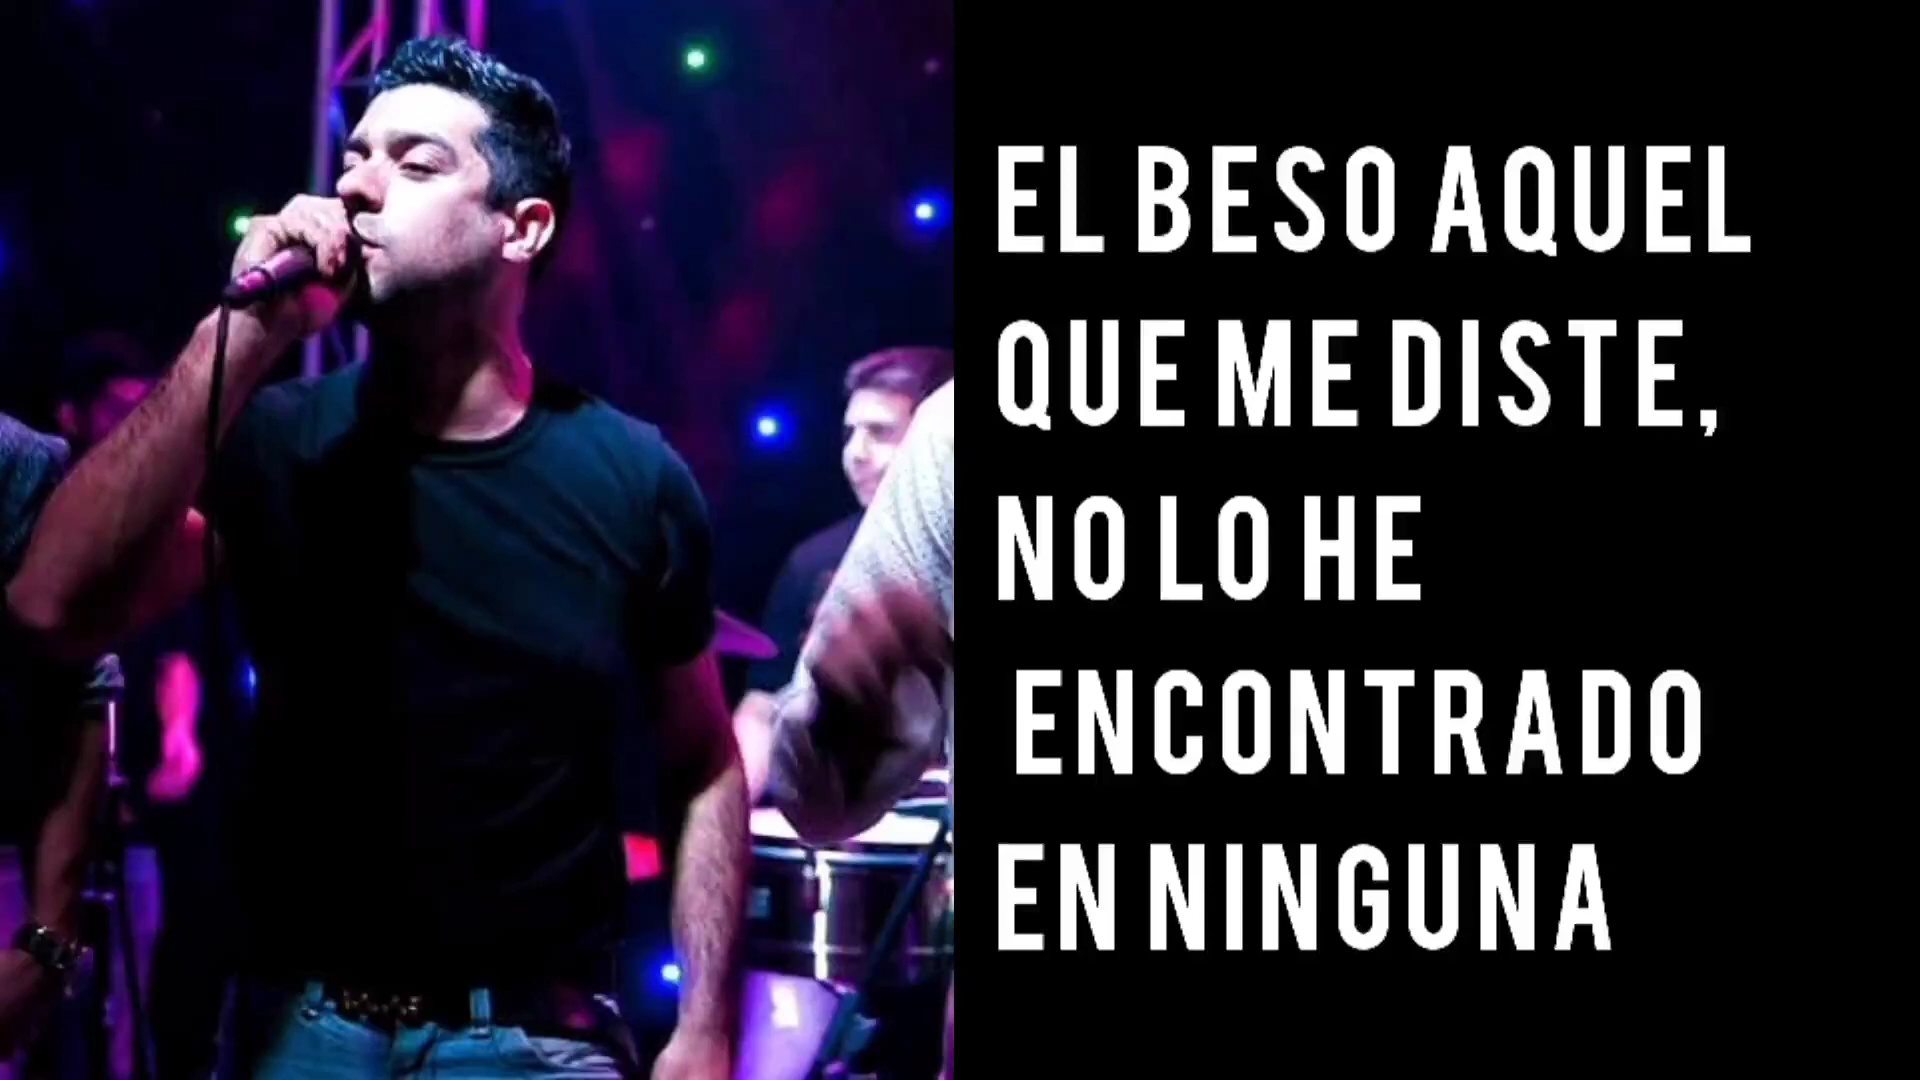 EL BESO AQUEL
QUE ME DISTE,
NO LO HE
ENCONTRADO
EN NINGUNA